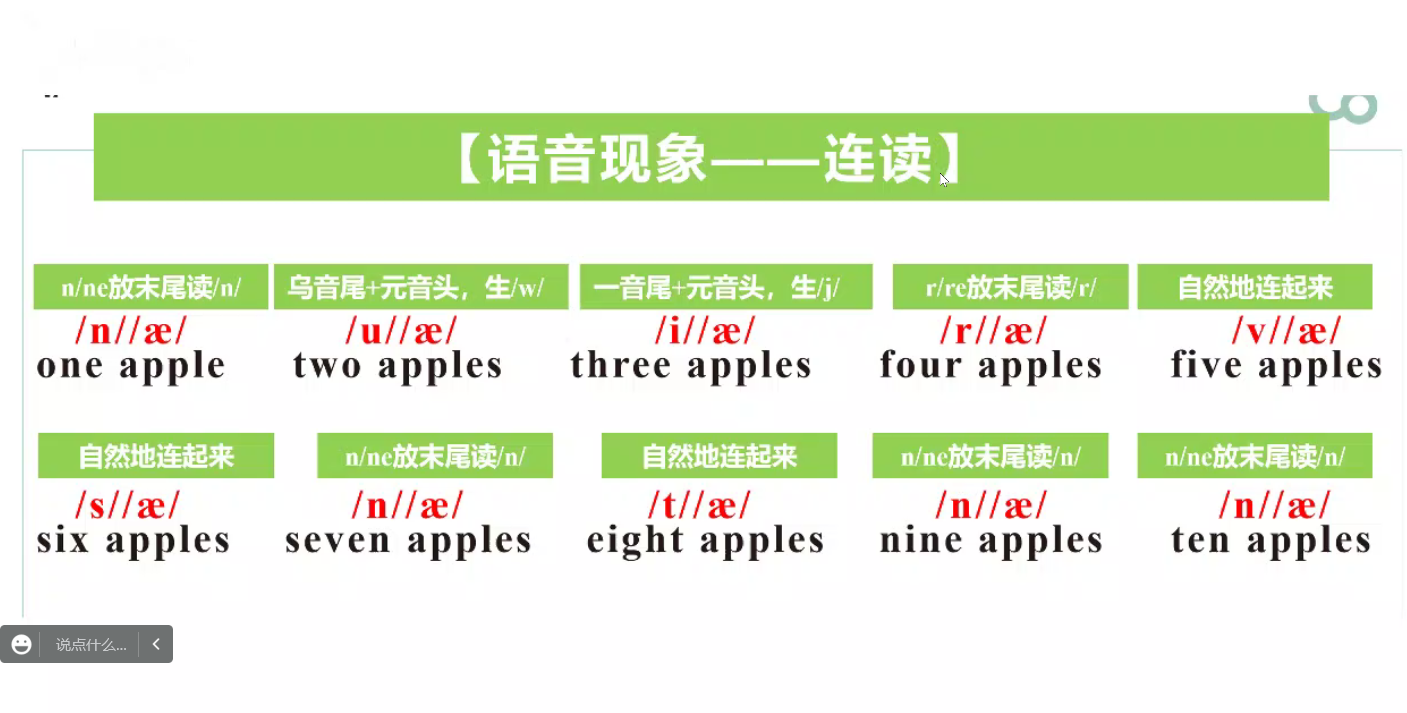 【语音现象——连读】
n/ne放末尾读/n/ 乌音尾+元音头，生/w/ 一音尾+元音头，生/j/ r/re放末尾读/r/ 自然地连起来
/n//æ/ /u//æ/ /i//æ/ /r//æ/ /v//æ/
one apple two apples three apples four apples five apples
自然地连起来 n/ne放末尾读/n/ 自然地连起来 n/ne放末尾读/n/ n/ne放末尾读/n/
/s//æ/ /n//æ/ /t//æ/ /n//æ/ /n//æ/
six apples seven apples eight apples nine apples ten apples
说点什么...